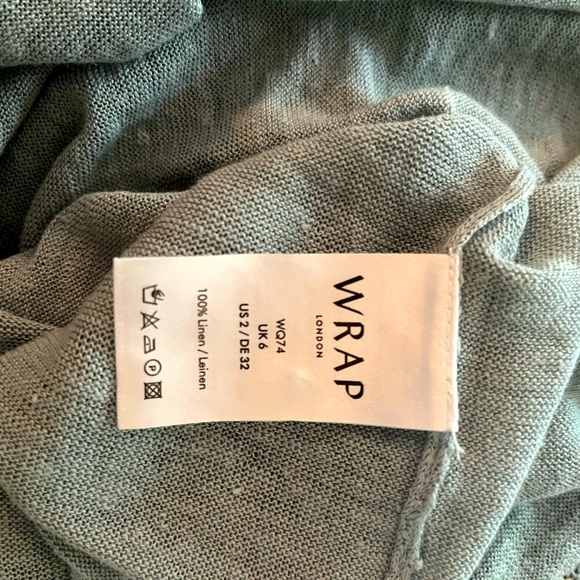 WRAP
LONDON
WQ74
UK 6
US 2 / DE 32
100% Linen / Leinen
P